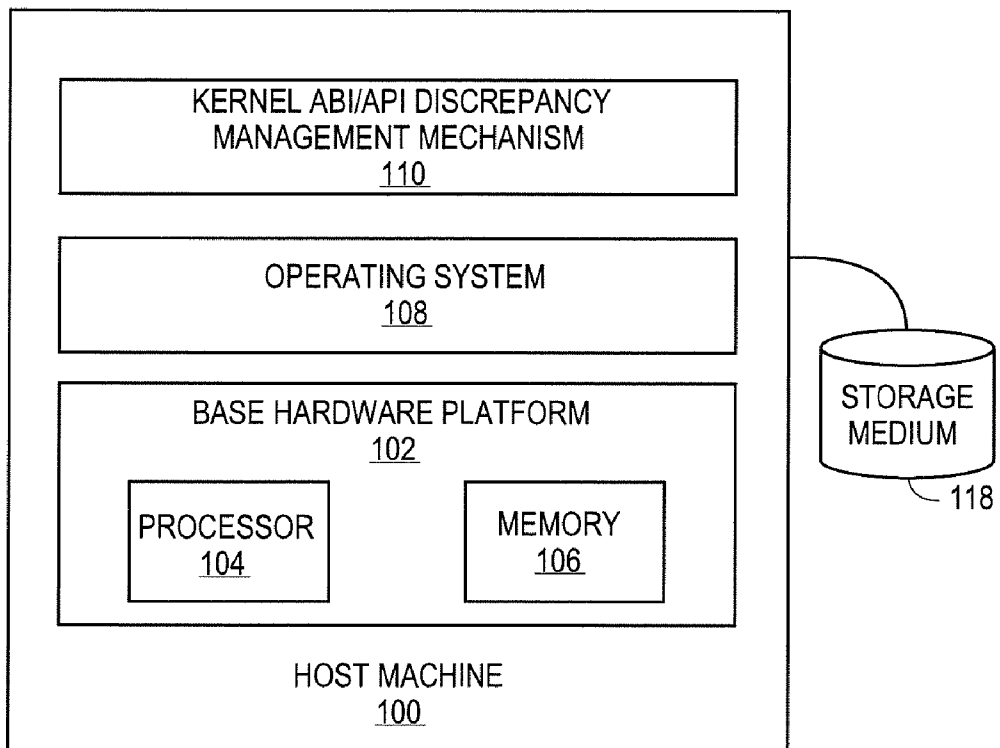 KERNEL ABI/API DISCREPANCY
MANAGEMENT MECHANISM
110
OPERATING SYSTEM
108
BASE HARDWARE PLATFORM
102
PROCESSOR
104
MEMORY
106
HOST MACHINE
100
STORAGE
MEDIUM
118